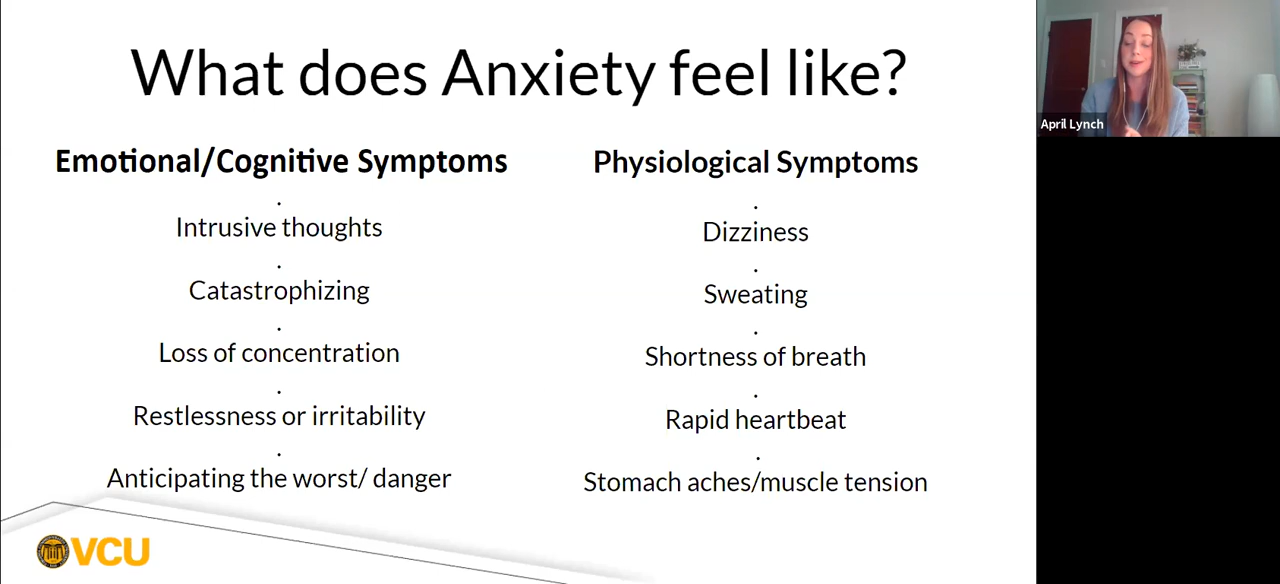 What does Anxiety feel like?
Emotional/Cognitive Symptoms
.
Intrusive thoughts
.
Catastrophizing
.
Loss of concentration
.
Restlessness or irritability
.
Anticipating the worst/ danger
Physiological Symptoms
.
Dizziness
.
Sweating
.
Shortness of breath
.
Rapid heartbeat
.
Stomach aches/muscle tension
VCU
April Lynch